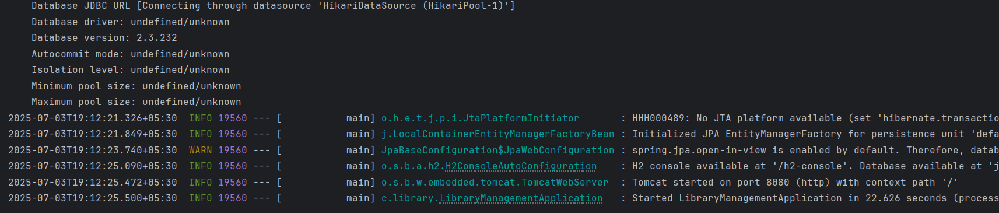 Database JDBC URL [Connecting through datasource 'HikariDataSource (HikariPool-1)']
Database driver: undefined/unknown
Database version: 2.3.232
Autocommit mode: undefined/unknown
Isolation level: undefined/unknown
Minimum pool size: undefined/unknown
Maximum pool size: undefined/unknown
2025-07-03T19:12:21.326+05:30  INFO 19560 --- [           main] o.h.e.t.j.p.i.JtaPlatformInitiator       : HHH000489: No JTA platform available (set 'hibernate.transactio
2025-07-03T19:12:21.849+05:30  INFO 19560 --- [           main] j.LocalContainerEntityManagerFactoryBean : Initialized JPA EntityManagerFactory for persistence unit 'defa
2025-07-03T19:12:23.740+05:30  WARN 19560 --- [           main] JpaBaseConfiguration$JpaWebConfiguration : spring.jpa.open-in-view is enabled by default. Therefore, datab
2025-07-03T19:12:25.090+05:30  INFO 19560 --- [           main] o.s.b.a.h2.H2ConsoleAutoConfiguration    : H2 console available at '/h2-console'. Database available at 'j
2025-07-03T19:12:25.472+05:30  INFO 19560 --- [           main] o.s.b.w.embedded.tomcat.TomcatWebServer  : Tomcat started on port 8080 (http) with context path '/'
2025-07-03T19:12:25.500+05:30  INFO 19560 --- [           main] c.library.LibraryManagementApplication   : Started LibraryManagementApplication in 22.626 seconds (process